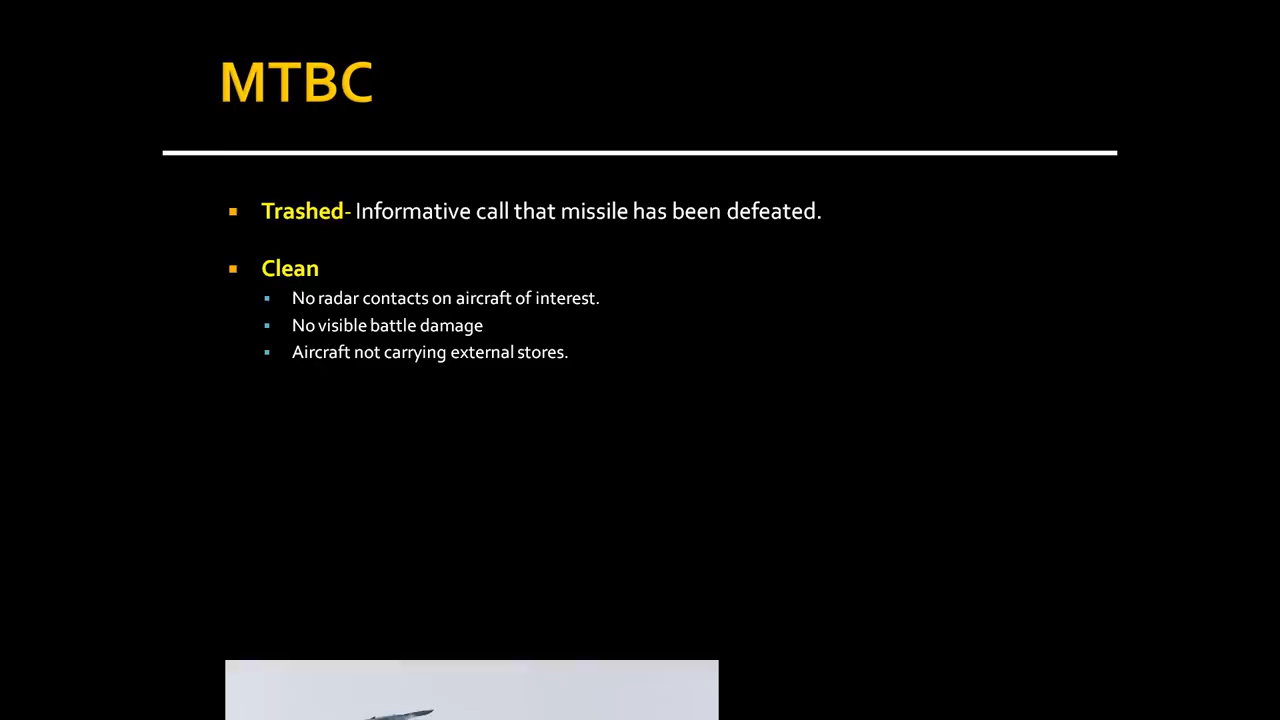 MTBC
Trashed- Informative call that missile has been defeated.
Clean
No radar contacts on aircraft of interest.
No visible battle damage
Aircraft not carrying external stores.